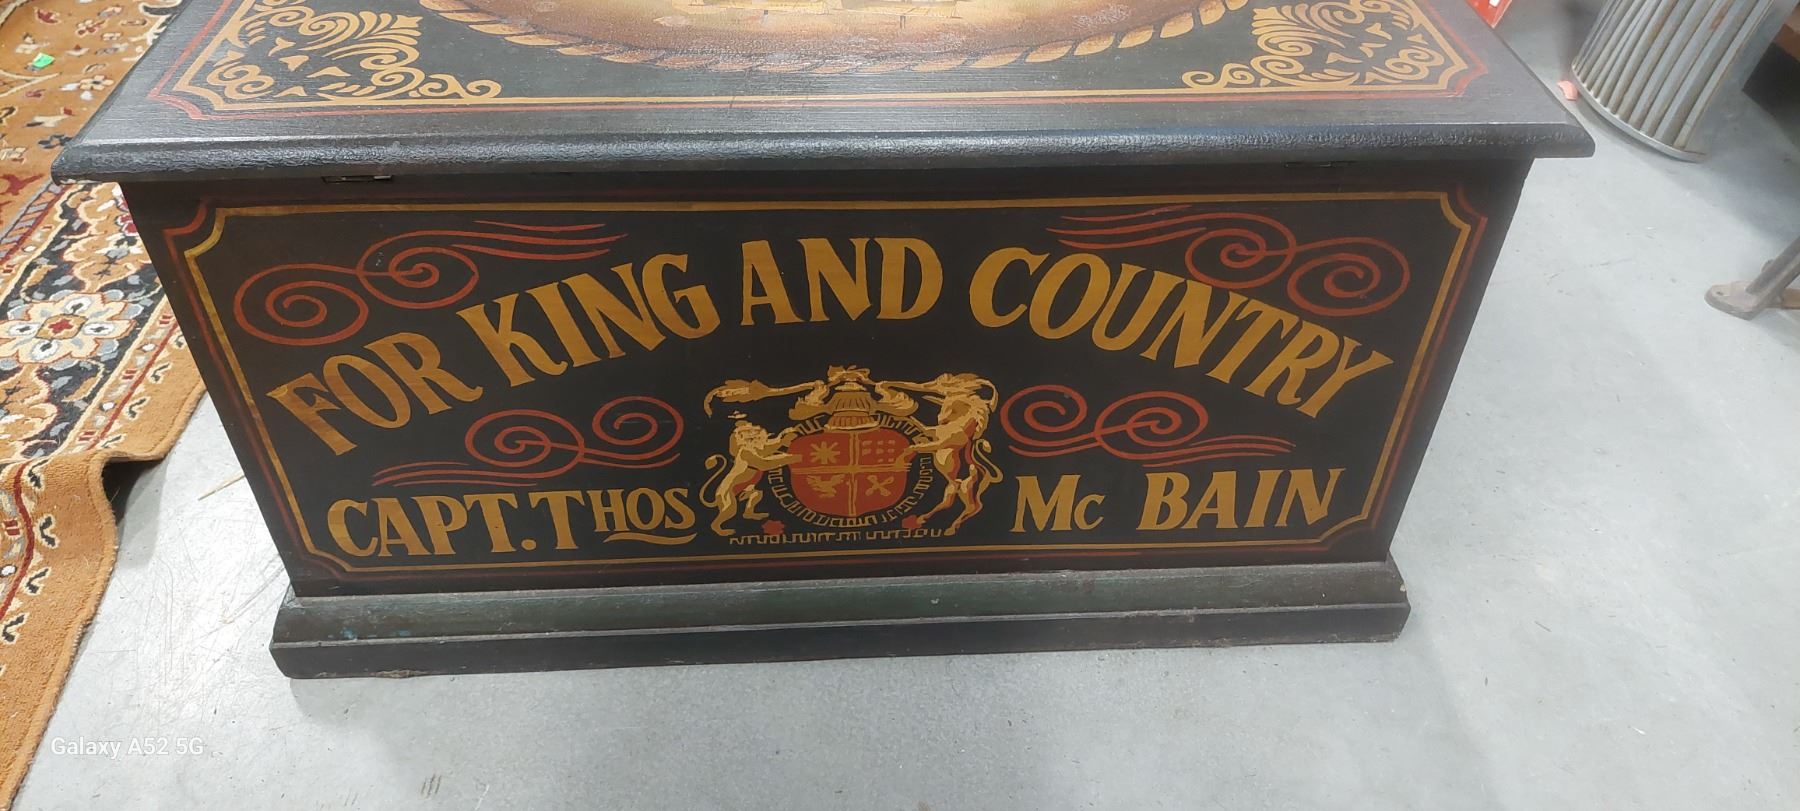 FOR KING AND COUNTRY
CAPT. THOS Mc BAIN
Galaxy A52 5G